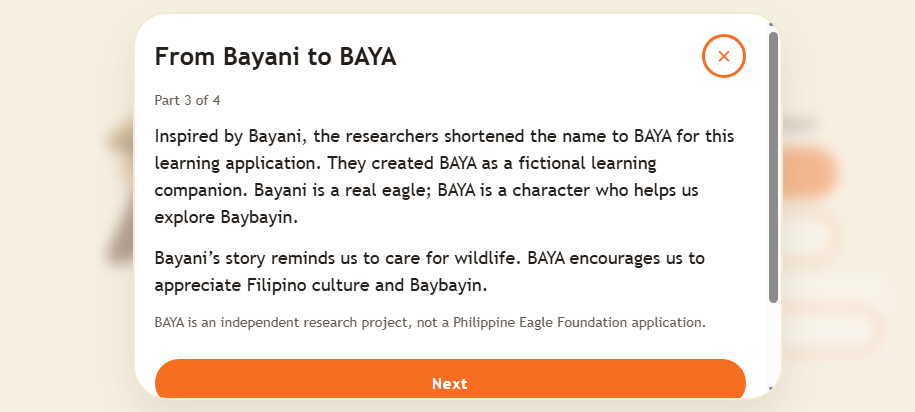 From Bayani to BAYA
Part 3 of 4
Inspired by Bayani, the researchers shortened the name to BAYA for this
learning application. They created BAYA as a fictional learning
companion. Bayani is a real eagle; BAYA is a character who helps us
explore Baybayin.
Bayani’s story reminds us to care for wildlife. BAYA encourages us to
appreciate Filipino culture and Baybayin.
BAYA is an independent research project, not a Philippine Eagle Foundation application.
Next